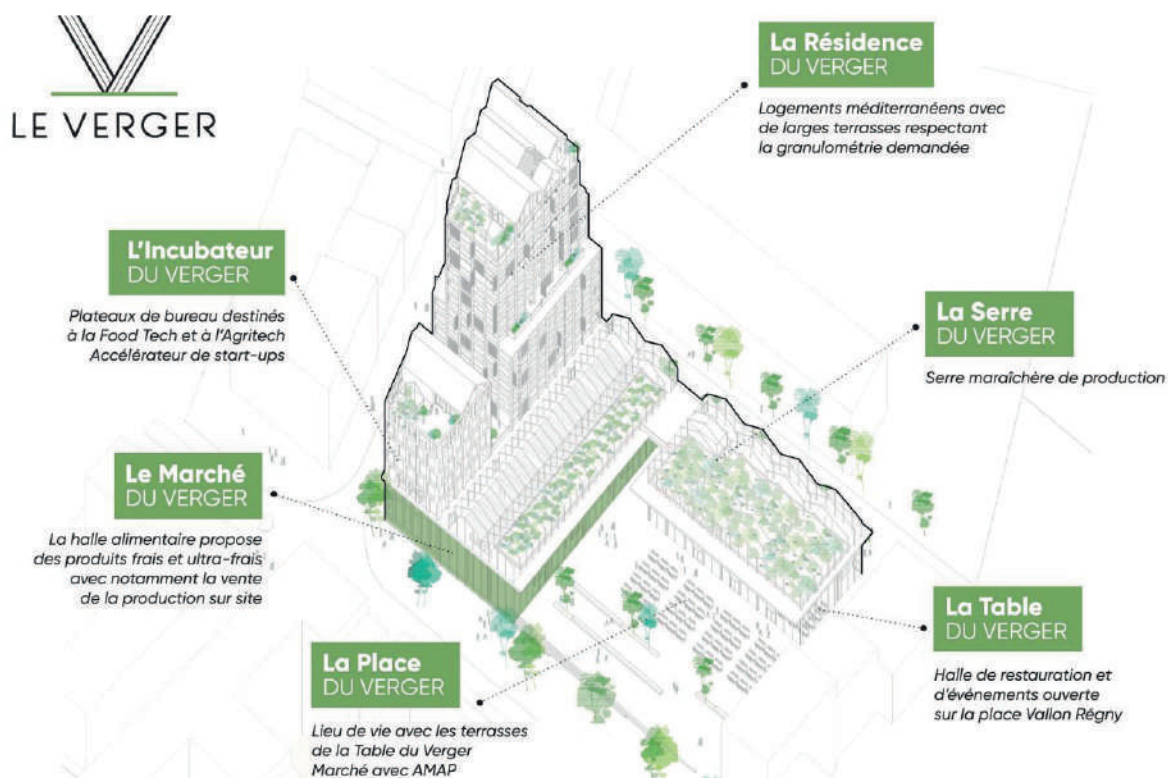 LE VERGER
La Résidence
DU VERGER
Logements méditerranéens avec
de larges terrasses respectant
la granulométrie demandée
L'Incubateur
DU VERGER
Plateaux de bureau destinés
à la Food Tech et à l'Agritech
Accélérateur de start-ups
La Serre
DU VERGER
Serre maraîchère de production
Le Marché
DU VERGER
La halle alimentaire propose
des produits frais et ultra-frais
avec notamment la vente
de la production sur site
La Table
DU VERGER
Halle de restauration et
d'événements ouverte
sur la place Vallon Régny
La Place
DU VERGER
Lieu de vie avec les terrasses
de la Table du Verger
Marché avec AMAP